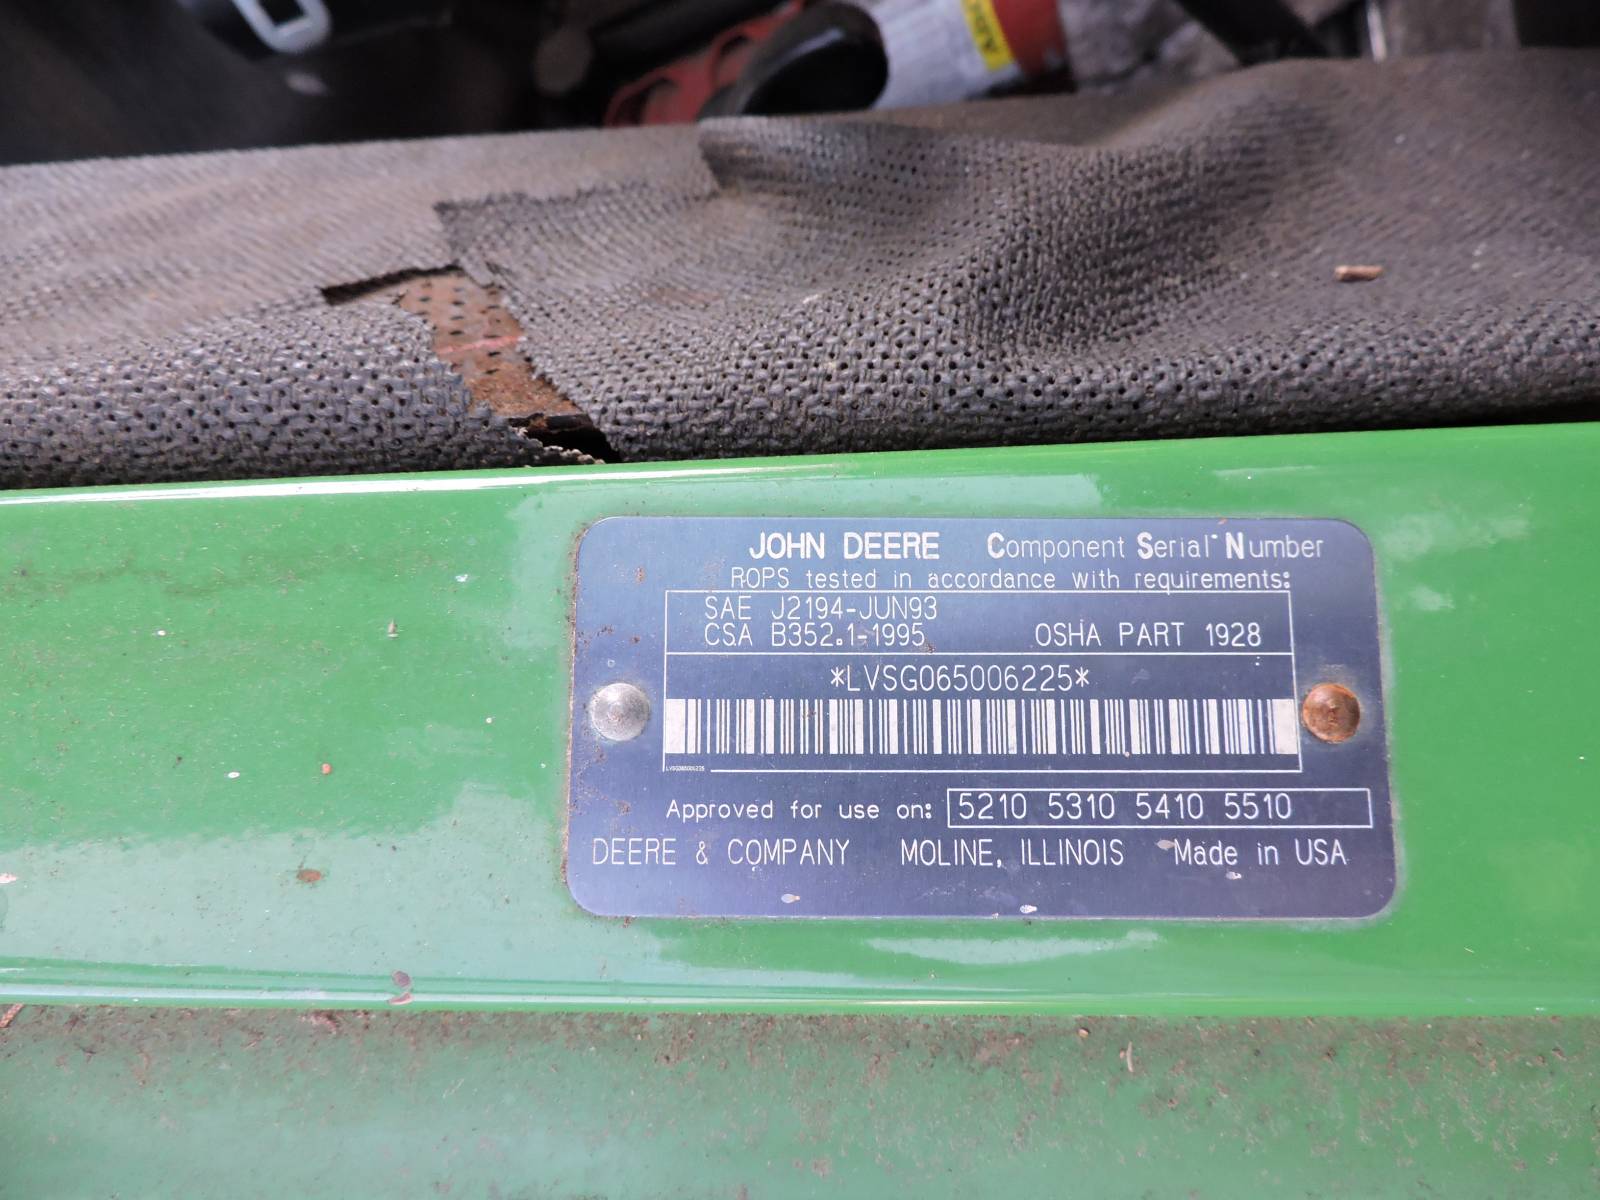 JOHN DEERE Component Serial Number
ROPS tested in accordance with requirements:
SAE J2194-JUN93
CSA B352.1-1995 OSHA PART 1928
*LVSG065006225*
LVSG065006225
Approved for use on: 5210 5310 5410 5510
DEERE & COMPANY MOLINE, ILLINOIS Made in USA